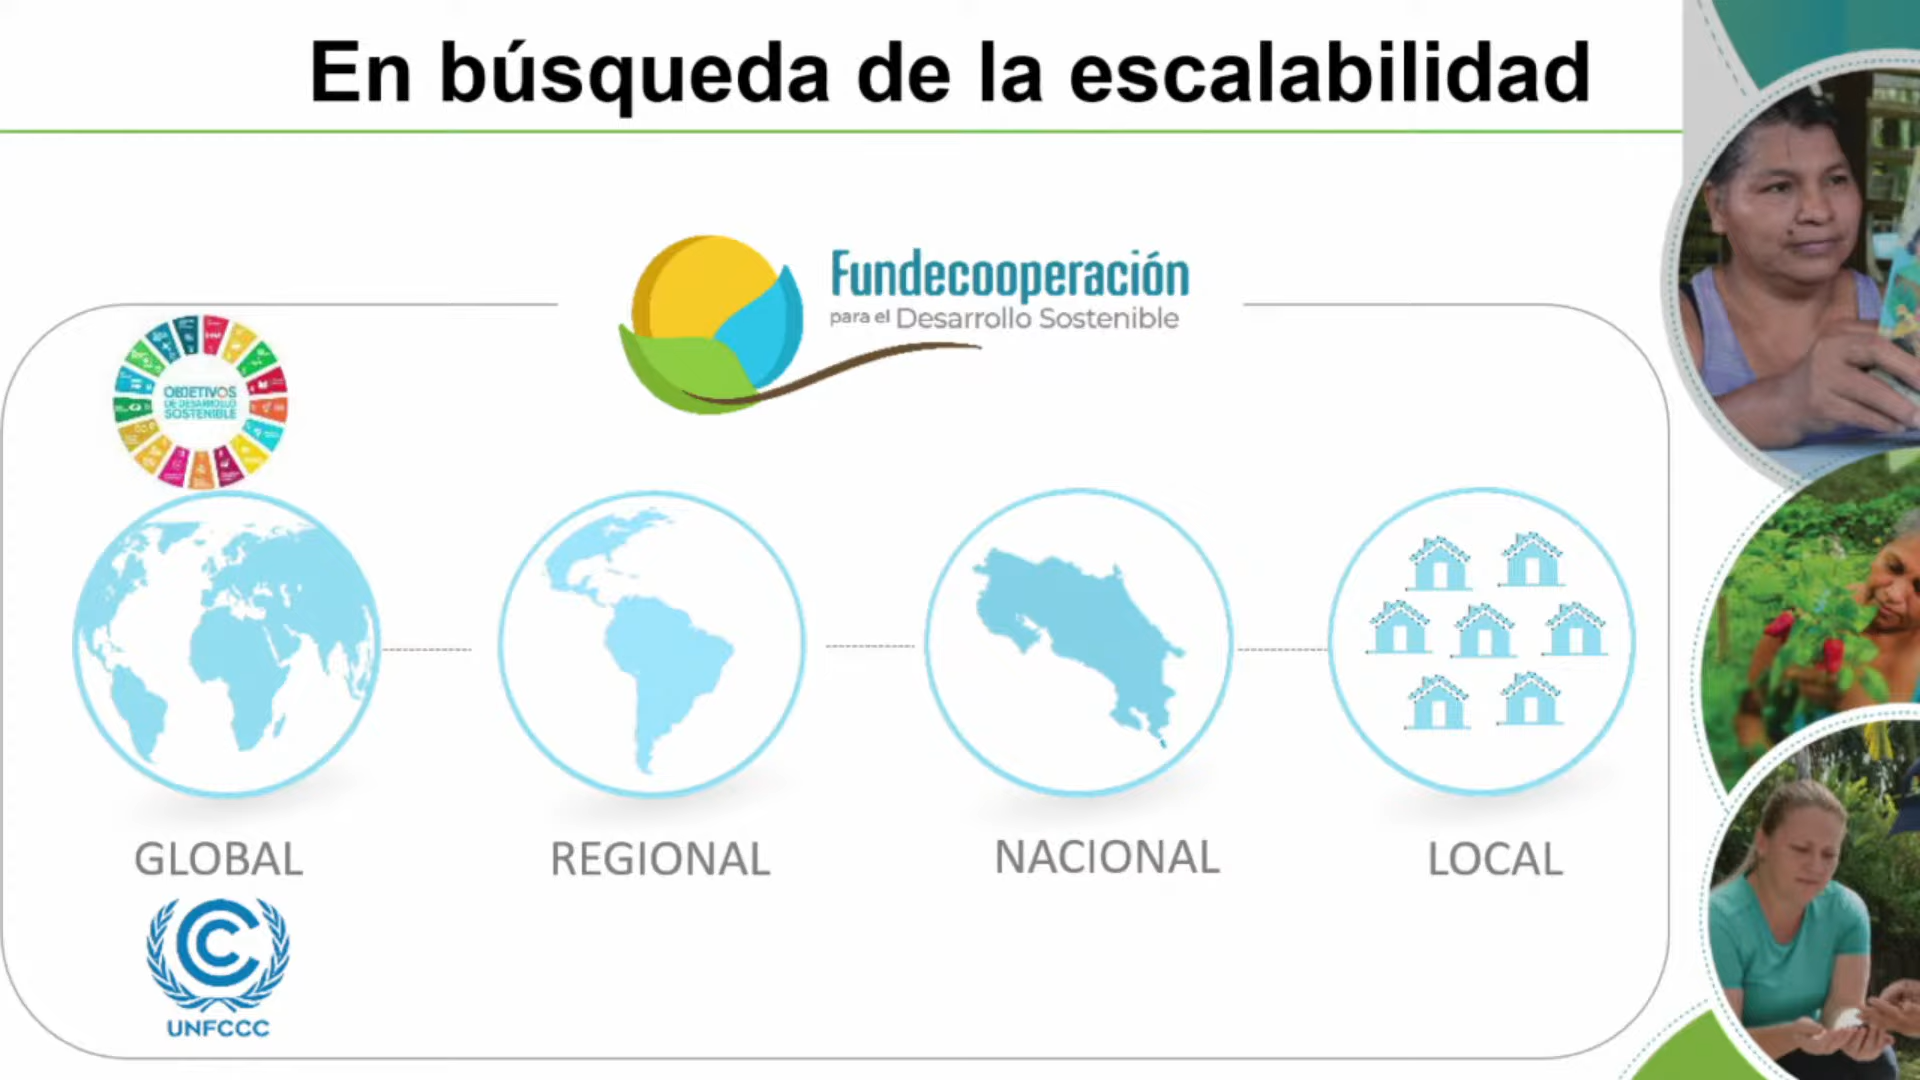 En búsqueda de la escalabilidad
Fundecooperación
para el Desarrollo Sostenible
OBJETIVOS
DE DESARROLLO
SOSTENIBLE
GLOBAL
REGIONAL
NACIONAL
LOCAL
UNFCCC